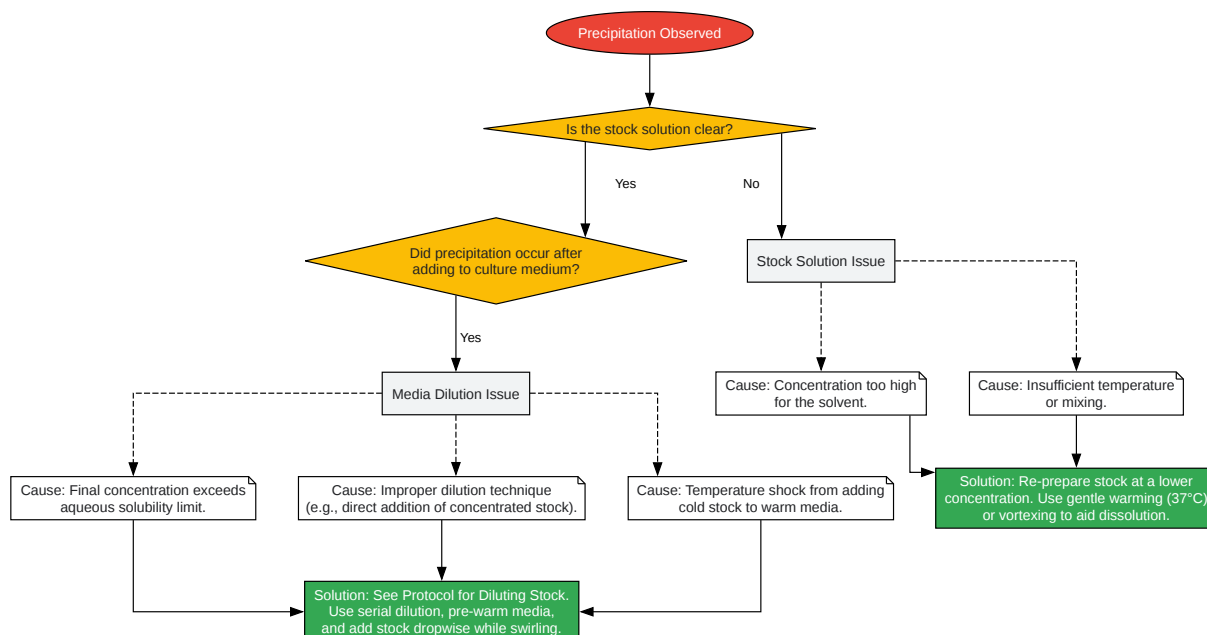 Precipitation Observed
Is the stock solution clear?
Yes
No
Did precipitation occur after
adding to culture medium?
Stock Solution Issue
Yes
Media Dilution Issue
Cause: Concentration too high
for the solvent.
Cause: Insufficient temperature
or mixing.
Cause: Final concentration exceeds
aqueous solubility limit.
Cause: Improper dilution technique
(e.g., direct addition of concentrated stock).
Cause: Temperature shock from adding
cold stock to warm media.
Solution: Re-prepare stock at a lower
concentration. Use gentle warming (37°C)
or vortexing to aid dissolution.
Solution: See Protocol for Diluting Stock.
Use serial dilution, pre-warm media,
and add stock dropwise while swirling.